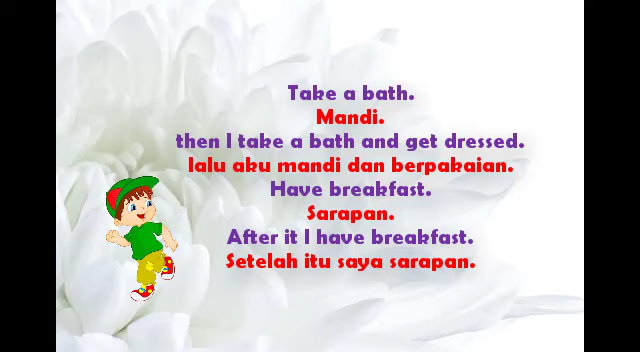 Take a bath.
Mandi.
then I take a bath and get dressed.
lalu aku mandi dan berpakaian.
Have breakfast.
Sarapan.
After it I have breakfast.
Setelah itu saya sarapan.